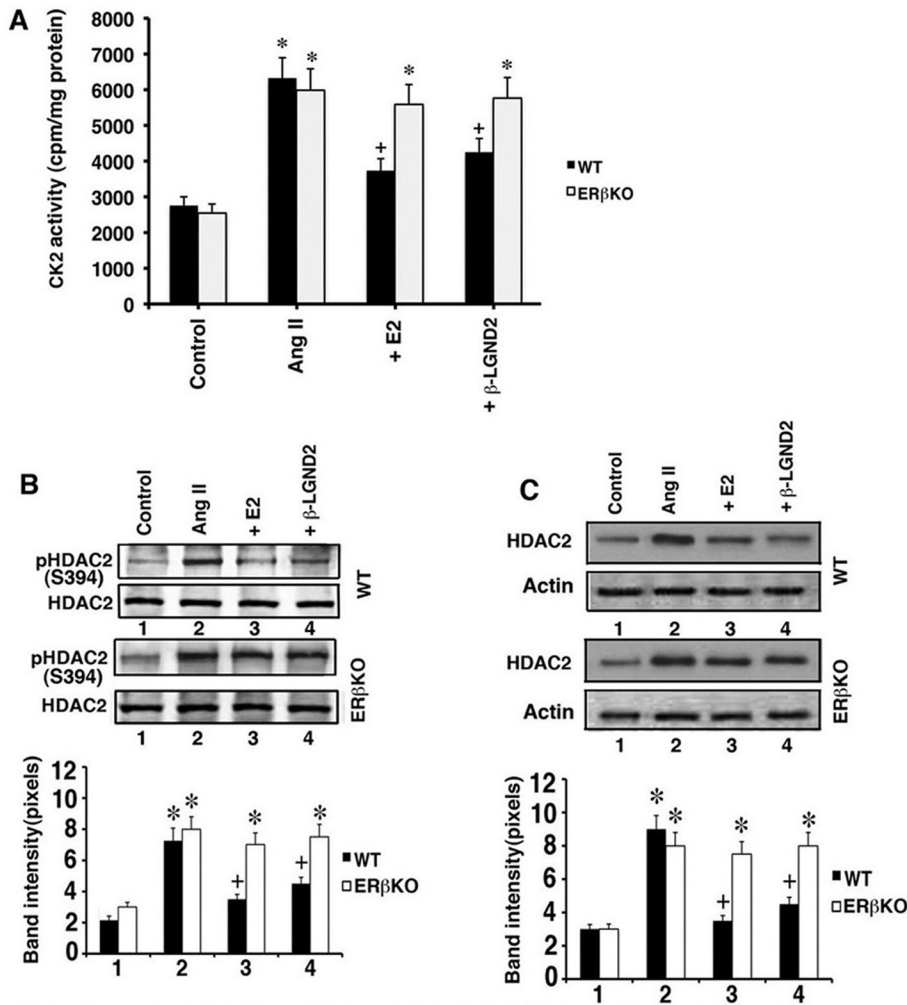 A
CK2 activity (cpm/mg protein)
8000
7000
6000
5000
4000
3000
2000
1000
0
* * * *
+ +
WT
ERβKO
Control
Ang II
+ E2
+ β-LGND2
B
Control
Ang II
+ E2
+ β-LGND2
pHDAC2
(S394)
HDAC2
WT
1 2 3 4
pHDAC2
(S394)
HDAC2
ERβKO
1 2 3 4
Band intensity(pixels)
12
10
8
6
4
2
0
* * * *
+ +
WT
ERβKO
1 2 3 4
C
Control
Ang II
+ E2
+ β-LGND2
HDAC2
Actin
WT
1 2 3 4
HDAC2
Actin
ERβKO
1 2 3 4
Band intensity(pixels)
12
10
8
6
4
2
0
* * * *
+ +
WT
ERβKO
1 2 3 4